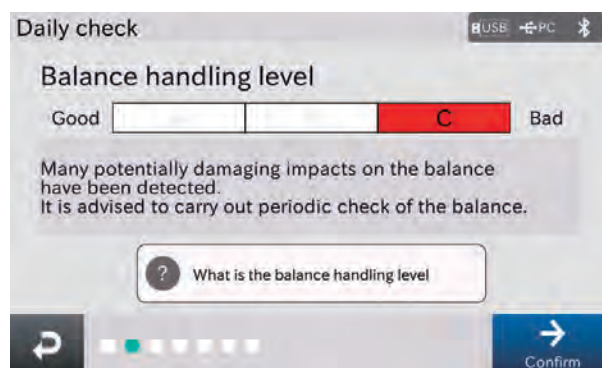 Daily check
USB PC
Balance handling level
Good C Bad
Many potentially damaging impacts on the balance
have been detected.
It is advised to carry out periodic check of the balance.
? What is the balance handling level
Confirm